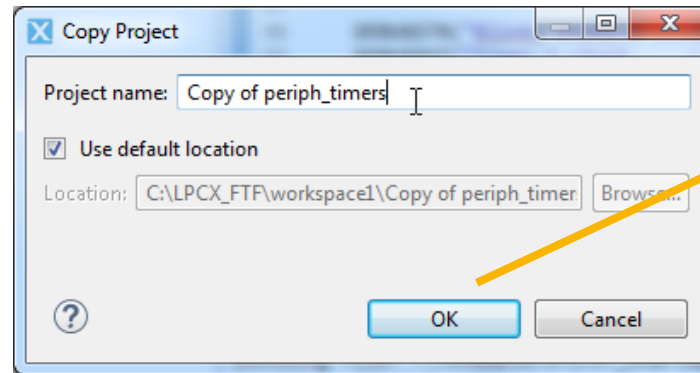 Copy Project
Project name: Copy of periph_timers
Use default location
Location: C:\LPCX_FTF\workspace1\Copy of periph_timer Browse...
OK Cancel